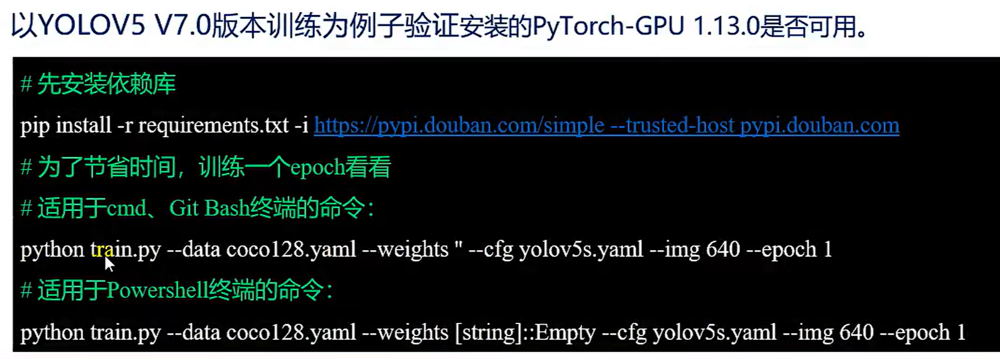 以YOLOV5 V7.0版本训练为例子验证安装的PyTorch-GPU 1.13.0是否可用。
# 先安装依赖库
pip install -r requirements.txt -i https://pypi.douban.com/simple --trusted-host pypi.douban.com
# 为了节省时间，训练一个epoch看看
# 适用于cmd、Git Bash终端的命令：
python train.py --data coco128.yaml --weights '' --cfg yolov5s.yaml --img 640 --epoch 1
# 适用于Powershell终端的命令：
python train.py --data coco128.yaml --weights [string]::Empty --cfg yolov5s.yaml --img 640 --epoch 1